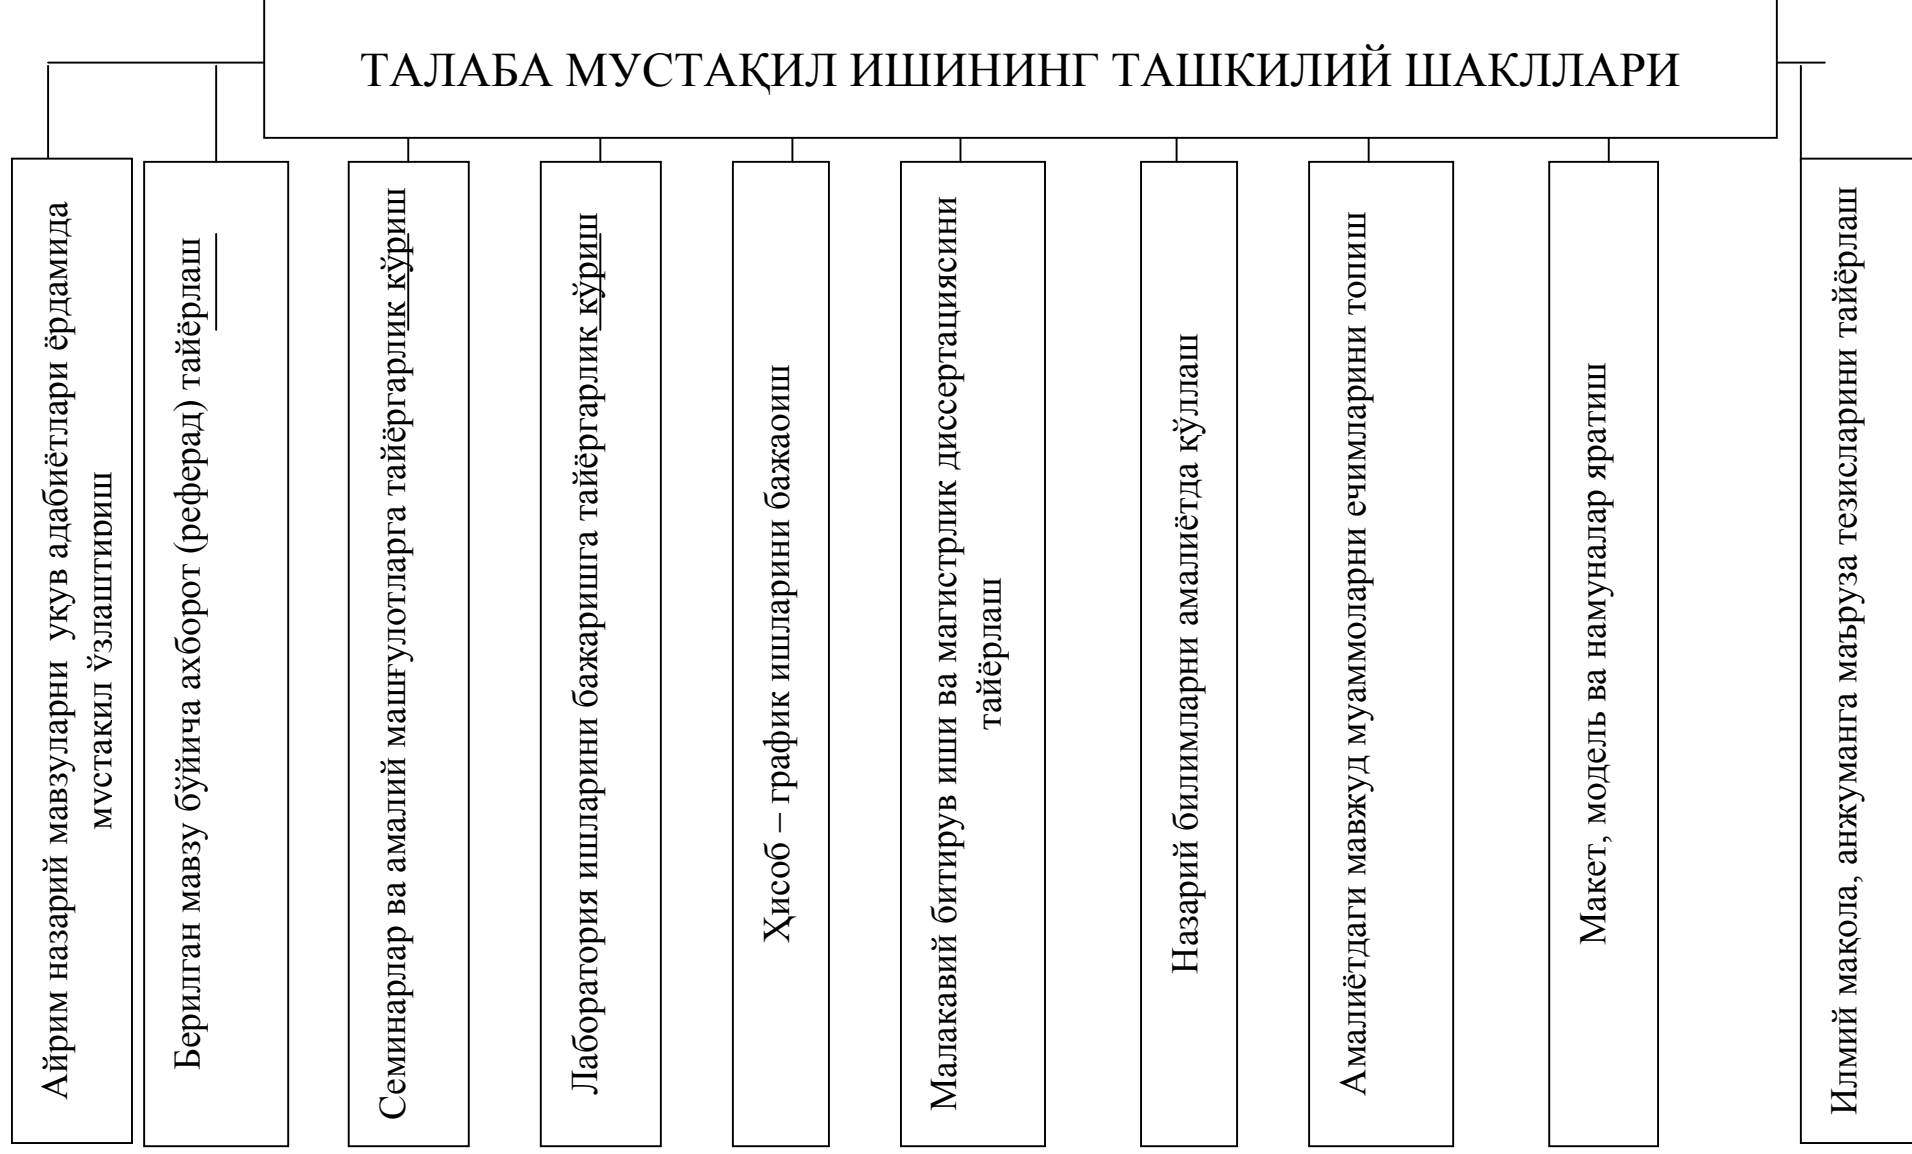 ТАЛАБА МУСТАҚИЛ ИШИНИНГ ТАШКИЛИЙ ШАКЛЛАРИ
Айрим назарий мавзуларни уқув адабиётлари ёрдамида
мустакил ўзлаштириш
Берилган мавзу бўйича ахборот (реферад) тайёрлаш
Семинарлар ва амалий машғулотларга тайёргарлик кўриш
Лаборатория ишларини бажаришга тайёргарлик кўриш
Ҳисоб – график ишларини бажаоиш
Малакавий битирув иши ва магистрлик диссертациясини
тайёрлаш
Назарий билимларни амалиётда қўллаш
Амалиётдаги мавжуд муаммоларни ечимларини топиш
Макет, модель ва намуналар яратиш
Илмий мақола, анжуманга маъруза тезисларини тайёрлаш